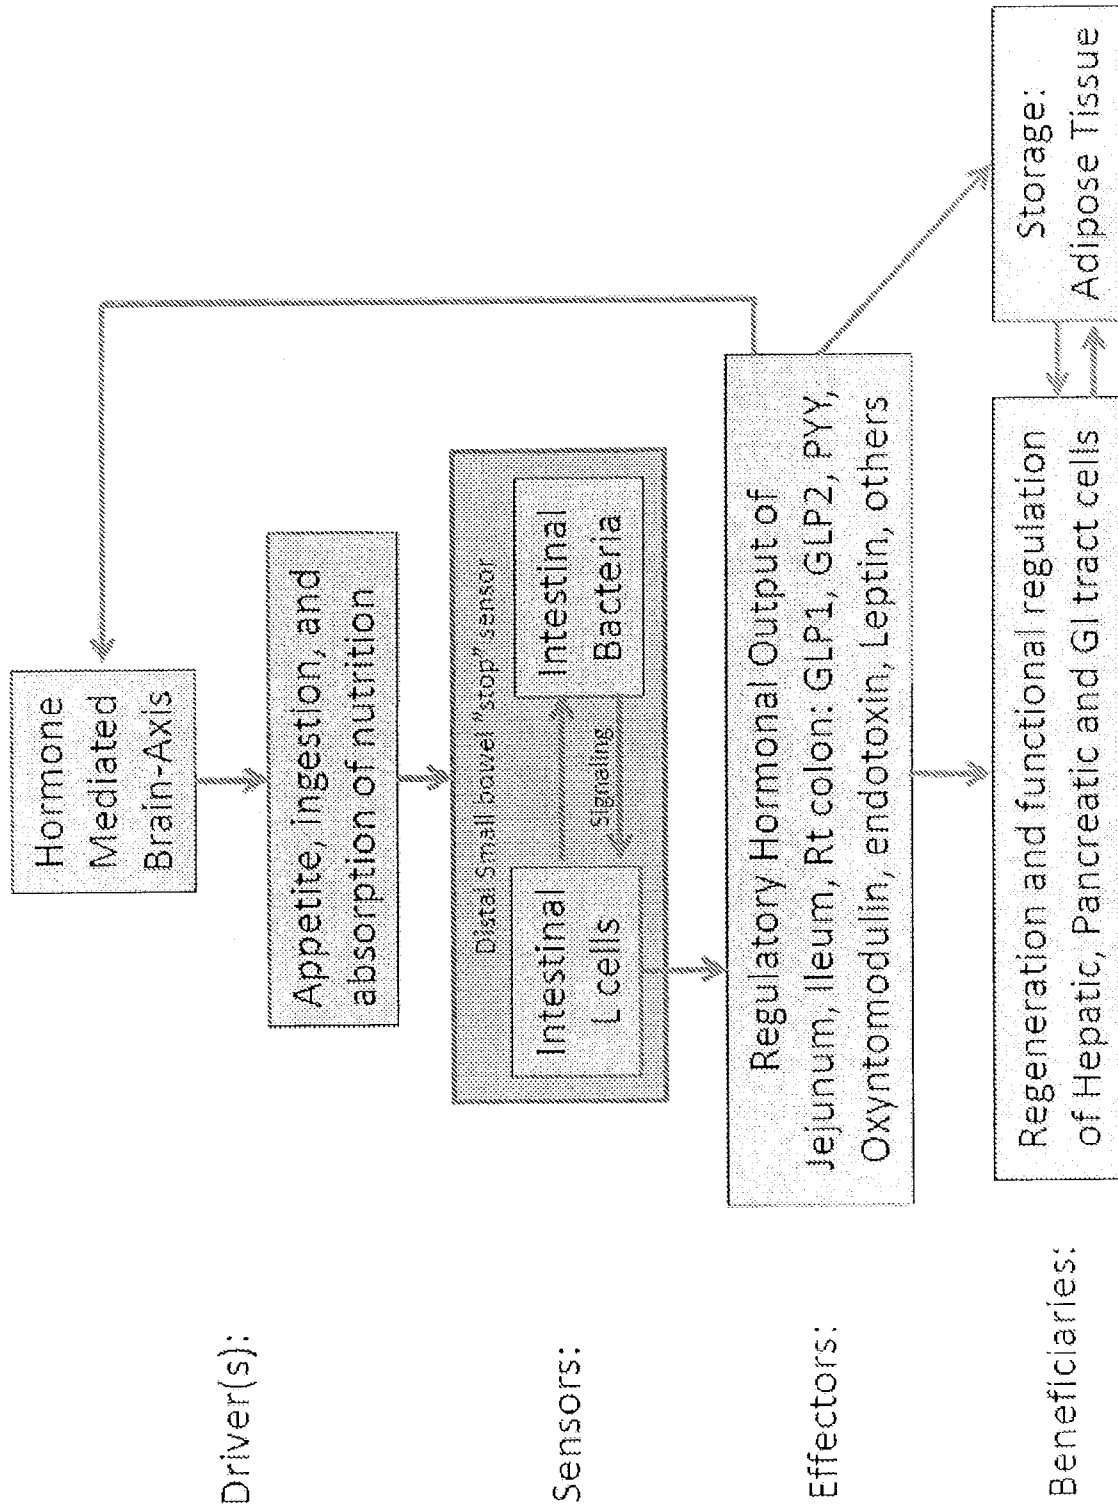 Driver(s):
Hormone
Mediated
Brain-Axis
Appetite, ingestion, and
absorption of nutrition
Sensors:
Distal Small bowel "stop" sensor
Intestinal
L cells
Signaling
Intestinal
Bacteria
Effectors:
Regulatory Hormonal Output of
Jejunum, Ileum, Rt colon: GLP1, GLP2, PYY,
Oxyntomodulin, endotoxin, Leptin, others
Beneficiaries:
Regeneration and functional regulation
of Hepatic, Pancreatic and GI tract cells
Storage:
Adipose Tissue